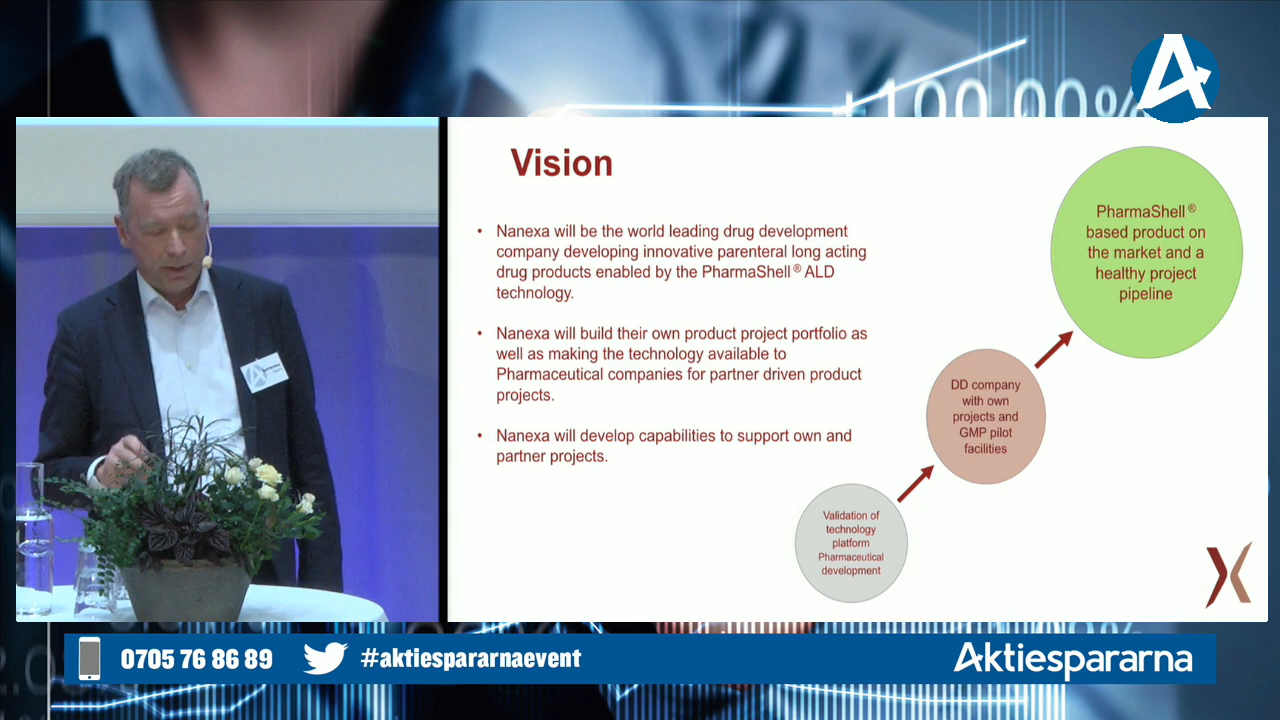 +100,00%
Vision
• Nanexa will be the world leading drug development
company developing innovative parenteral long acting
drug products enabled by the PharmaShell® ALD
technology.
• Nanexa will build their own product project portfolio as
well as making the technology available to
Pharmaceutical companies for partner driven product
projects.
• Nanexa will develop capabilities to support own and
partner projects.
PharmaShell®
based product on
the market and a
healthy project
pipeline
DD company
with own
projects and
GMP pilot
facilities
Validation of
technology
platform
Pharmaceutical
development
0705 76 86 89
#aktiespararnaevent
Aktiespararna